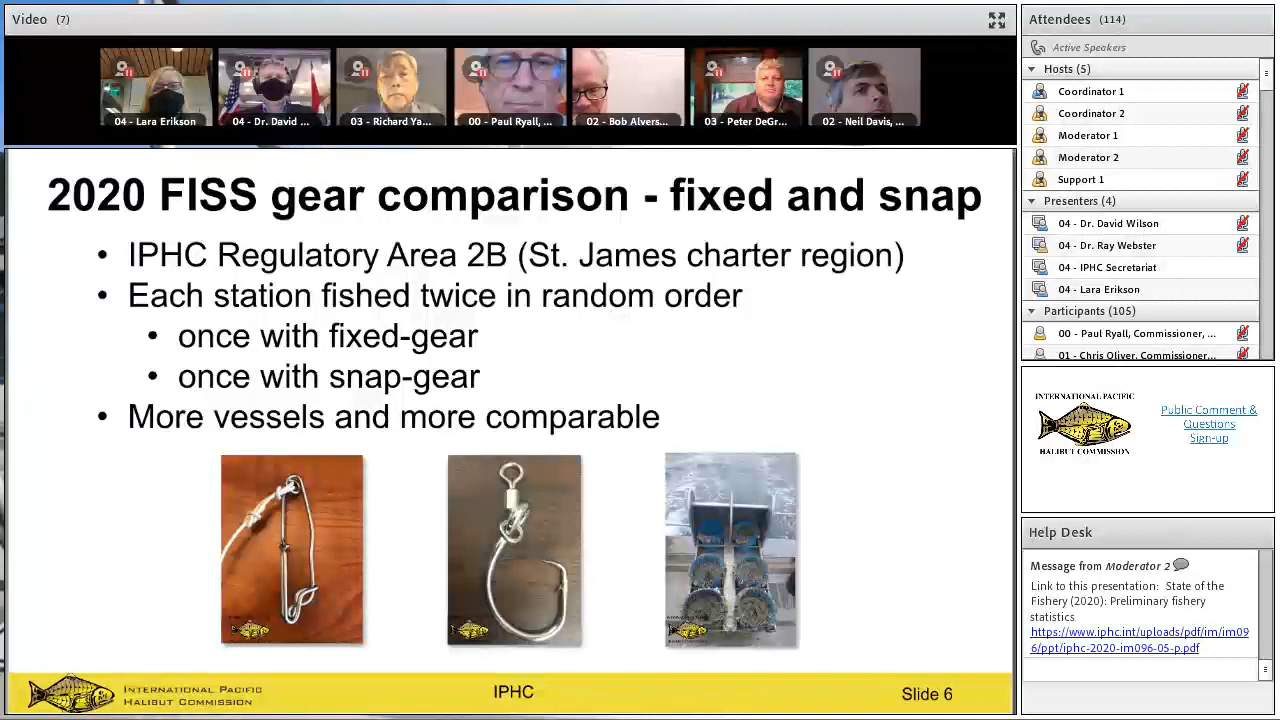 Video (7)
04 - Lara Erikson
04 - Dr. David ...
03 - Richard Ya...
00 - Paul Ryall, ...
02 - Bob Alvers...
03 - Peter DeGr...
02 - Neil Davis, ...
2020 FISS gear comparison - fixed and snap
• IPHC Regulatory Area 2B (St. James charter region)
• Each station fished twice in random order
• once with fixed-gear
• once with snap-gear
• More vessels and more comparable
INTERNATIONAL PACIFIC
HALIBUT COMMISSION
IPHC
Slide 6
Attendees (114)
Active Speakers
Hosts (5)
Coordinator 1
Coordinator 2
Moderator 1
Moderator 2
Support 1
Presenters (4)
04 - Dr. David Wilson
04 - Dr. Ray Webster
04 - IPHC Secretariat
04 - Lara Erikson
Participants (105)
00 - Paul Ryall, Commissioner, ...
01 - Chris Oliver, Commissioner...
INTERNATIONAL PACIFIC
HALIBUT COMMISSION
Public Comment &
Questions
Sign-up
Help Desk
Message from Moderator 2
Link to this presentation: State of the
Fishery (2020): Preliminary fishery
statistics
https://www.iphc.int/uploads/pdf/im/im09
6/ppt/iphc-2020-im096-05-p.pdf